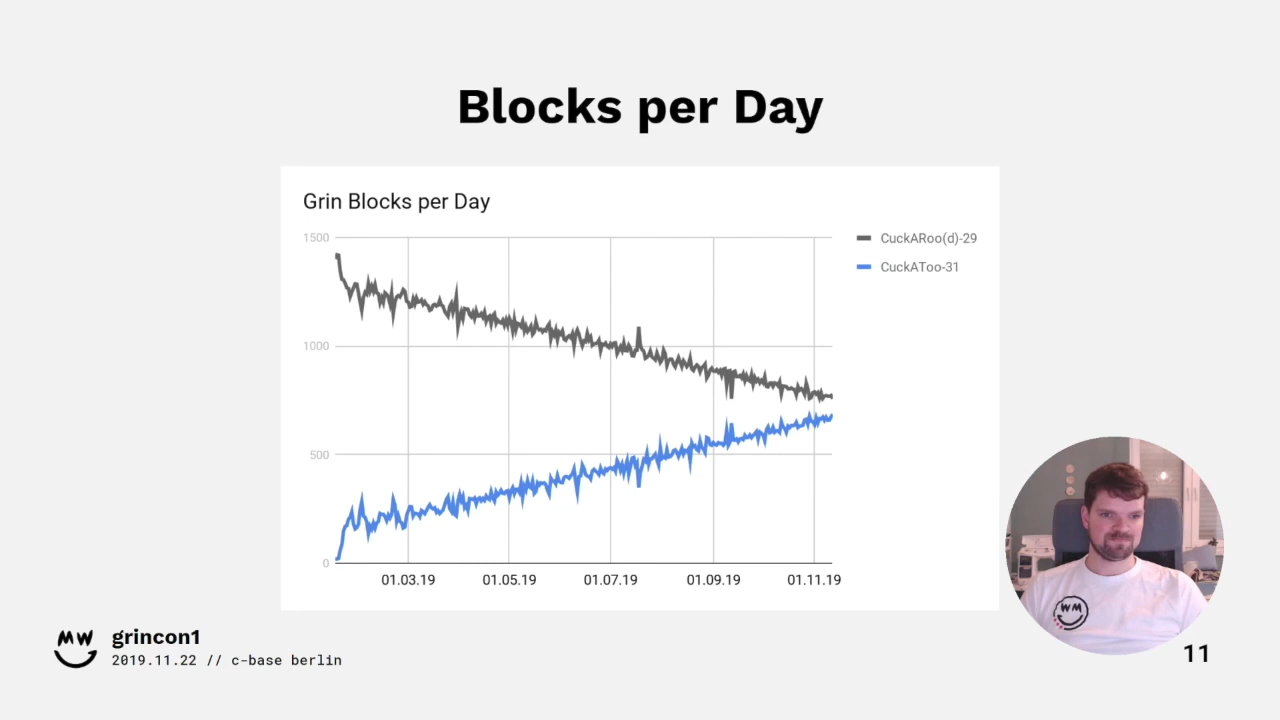 Blocks per Day
Grin Blocks per Day
1500
1000
500
0
01.03.19
01.05.19
01.07.19
01.09.19
01.11.19
CuckARoo(d)-29
CuckAToo-31
MW
grincon1
2019.11.22 // c-base berlin
WM
11